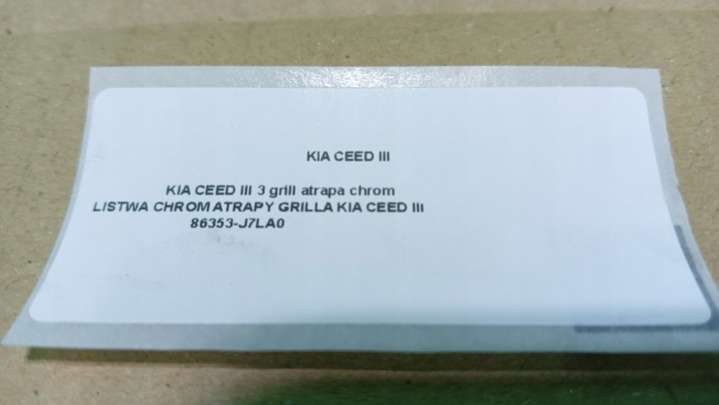 KIA CEED III
KIA CEED III 3 grill atrapa chrom
LISTWA CHROM ATRAPY GRILLA KIA CEED III
86353-J7LA0